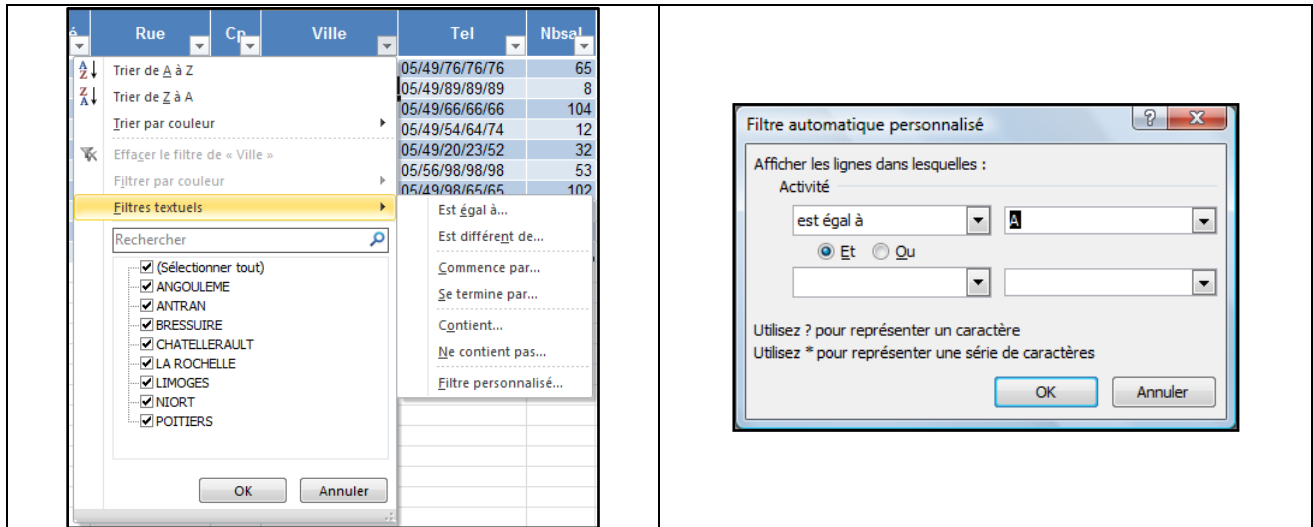 é Rue Cp Ville Tel Nbsal
Trier de A à Z
Trier de Z à A
Trier par couleur
Effacer le filtre de « Ville »
Filtrer par couleur
Filtres textuels
Rechercher
(Sélectionner tout)
ANGOULEME
ANTRAN
BRESSUIRE
CHATELLERAULT
LA ROCHELLE
LIMOGES
NIORT
POITIERS
OK Annuler
05/49/76/76/76 65
05/49/89/89/89 8
05/49/66/66/66 104
05/49/54/64/74 12
05/49/20/23/52 32
05/56/98/98/98 53
05/49/98/65/65 102
Est égal à...
Est différent de...
Commence par...
Se termine par...
Contient...
Ne contient pas...
Filtre personnalisé...
Filtre automatique personnalisé
Afficher les lignes dans lesquelles :
Activité
est égal à A
Et Ou
Utilisez ? pour représenter un caractère
Utilisez * pour représenter une série de caractères
OK Annuler